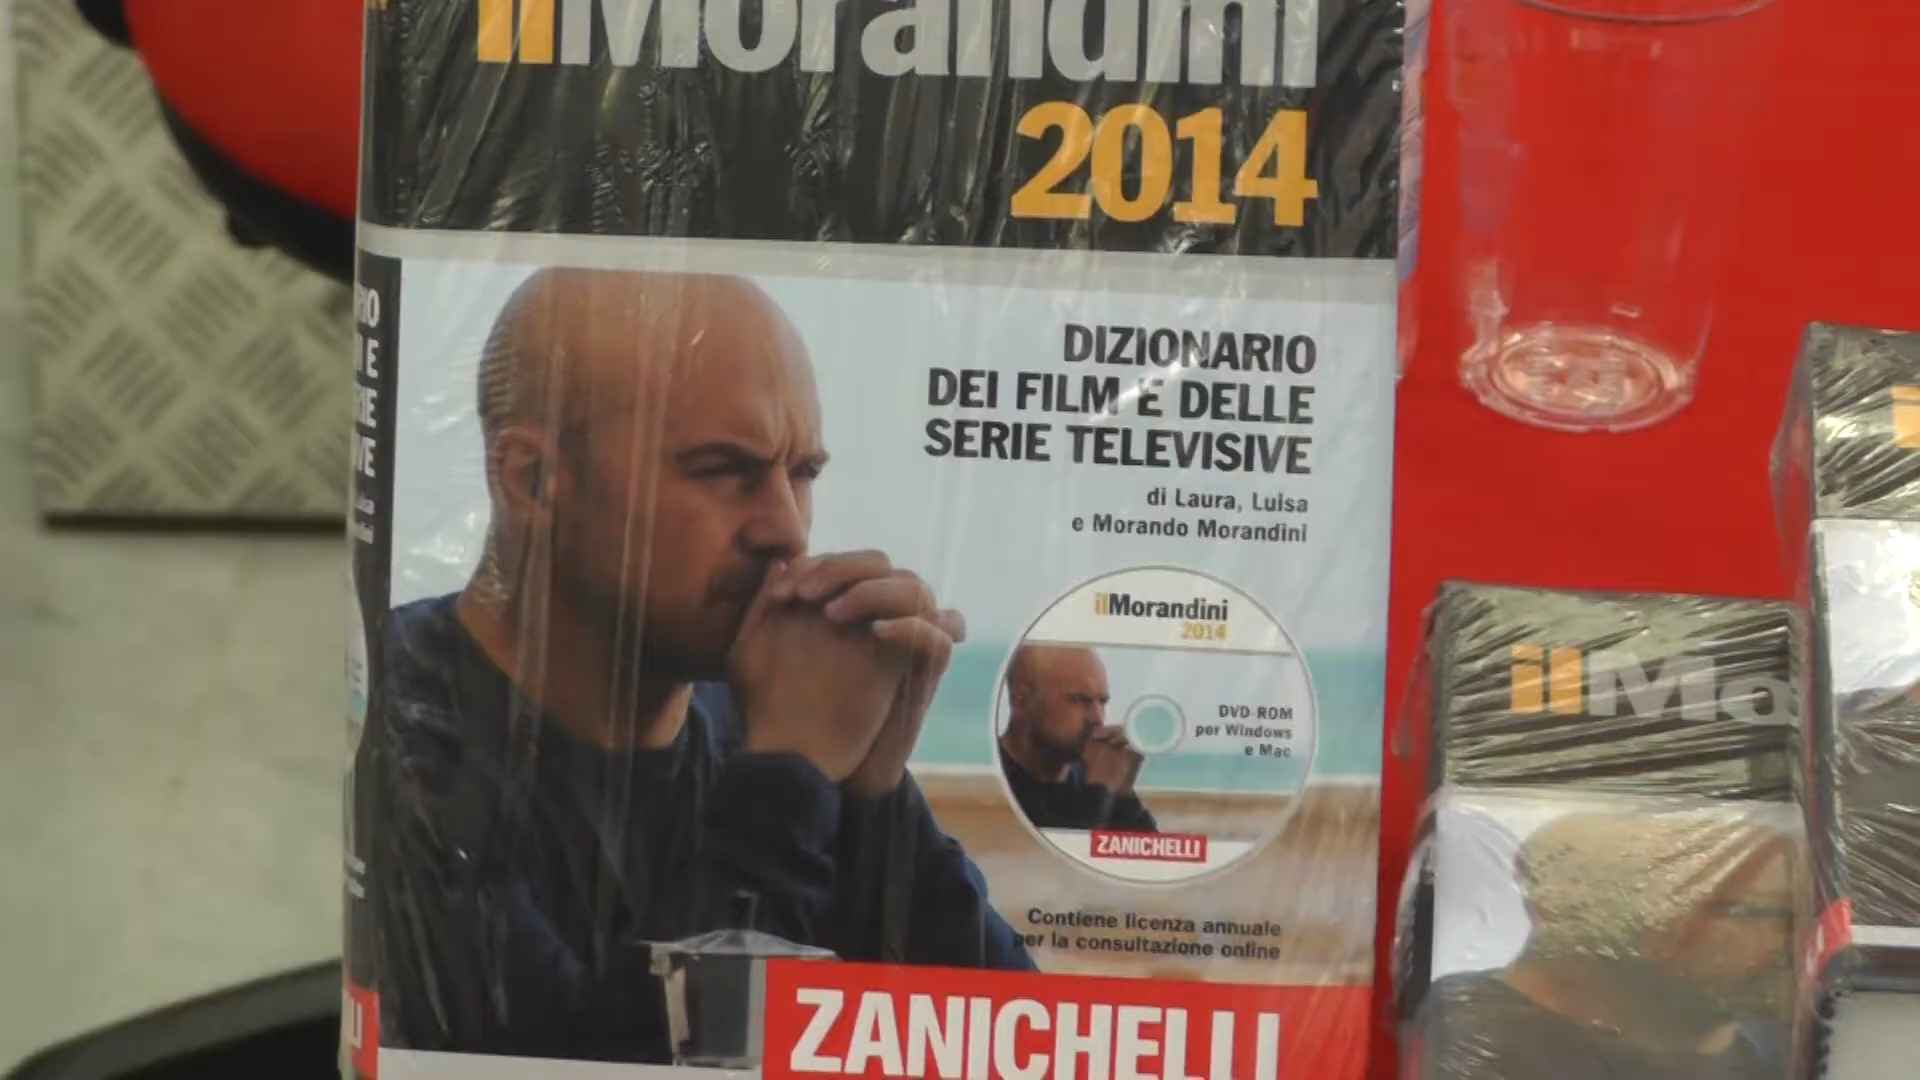 ilMorandini
2014
DIZIONARIO
DEI FILM E DELLE
SERIE TELEVISIVE
di Laura, Luisa
e Morando Morandini
ilMorandini
2014
DVD-ROM
per Windows
e Mac
ZANICHELLI
Contiene licenza annuale
per la consultazione online
ZANICHELLI
ilMo